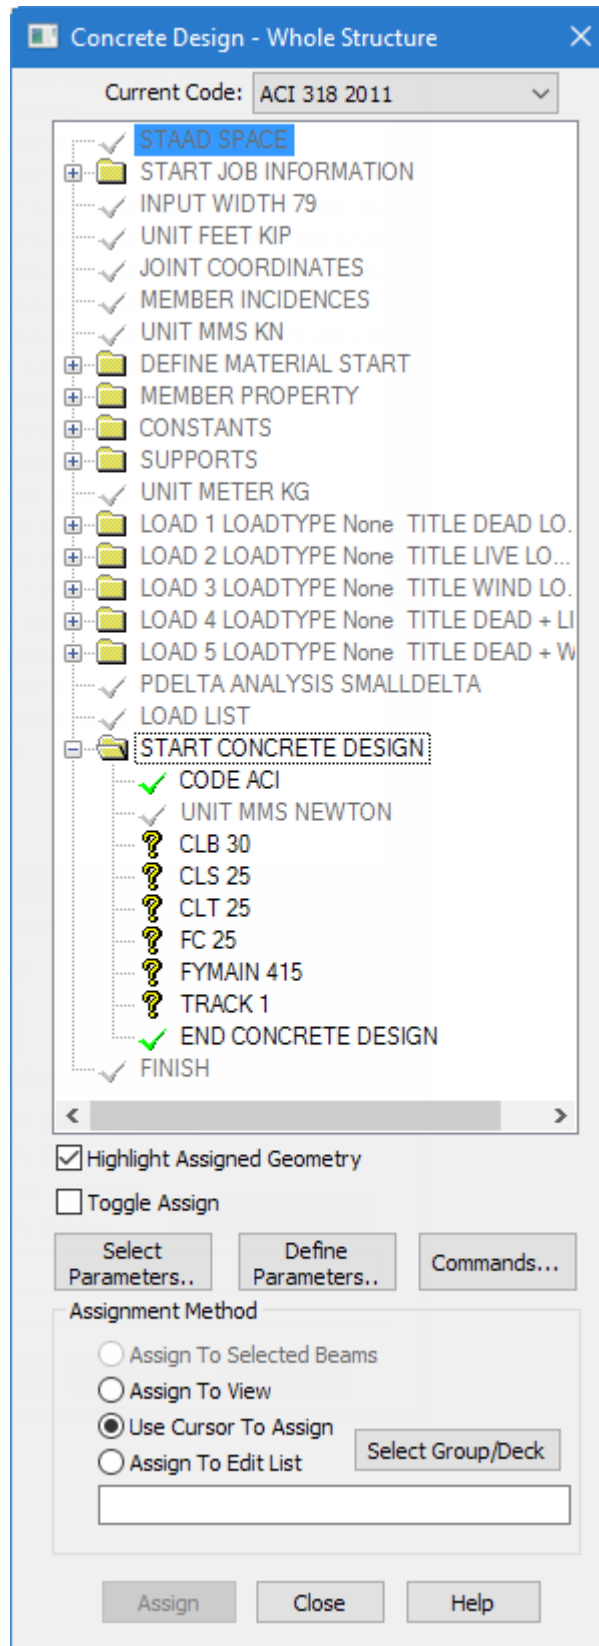 Concrete Design - Whole Structure
Current Code: ACI 318 2011
STAAD SPACE
START JOB INFORMATION
INPUT WIDTH 79
UNIT FEET KIP
JOINT COORDINATES
MEMBER INCIDENCES
UNIT MMS KN
DEFINE MATERIAL START
MEMBER PROPERTY
CONSTANTS
SUPPORTS
UNIT METER KG
LOAD 1 LOADTYPE None TITLE DEAD LO.
LOAD 2 LOADTYPE None TITLE LIVE LO...
LOAD 3 LOADTYPE None TITLE WIND LO.
LOAD 4 LOADTYPE None TITLE DEAD + LI
LOAD 5 LOADTYPE None TITLE DEAD + W
PDELTA ANALYSIS SMALLDELTA
LOAD LIST
START CONCRETE DESIGN
CODE ACI
UNIT MMS NEWTON
CLB 30
CLS 25
CLT 25
FC 25
FYMAIN 415
TRACK 1
END CONCRETE DESIGN
FINISH
Highlight Assigned Geometry
Toggle Assign
Select Parameters..
Define Parameters..
Commands...
Assignment Method
Assign To Selected Beams
Assign To View
Use Cursor To Assign
Assign To Edit List
Select Group/Deck
Assign
Close
Help